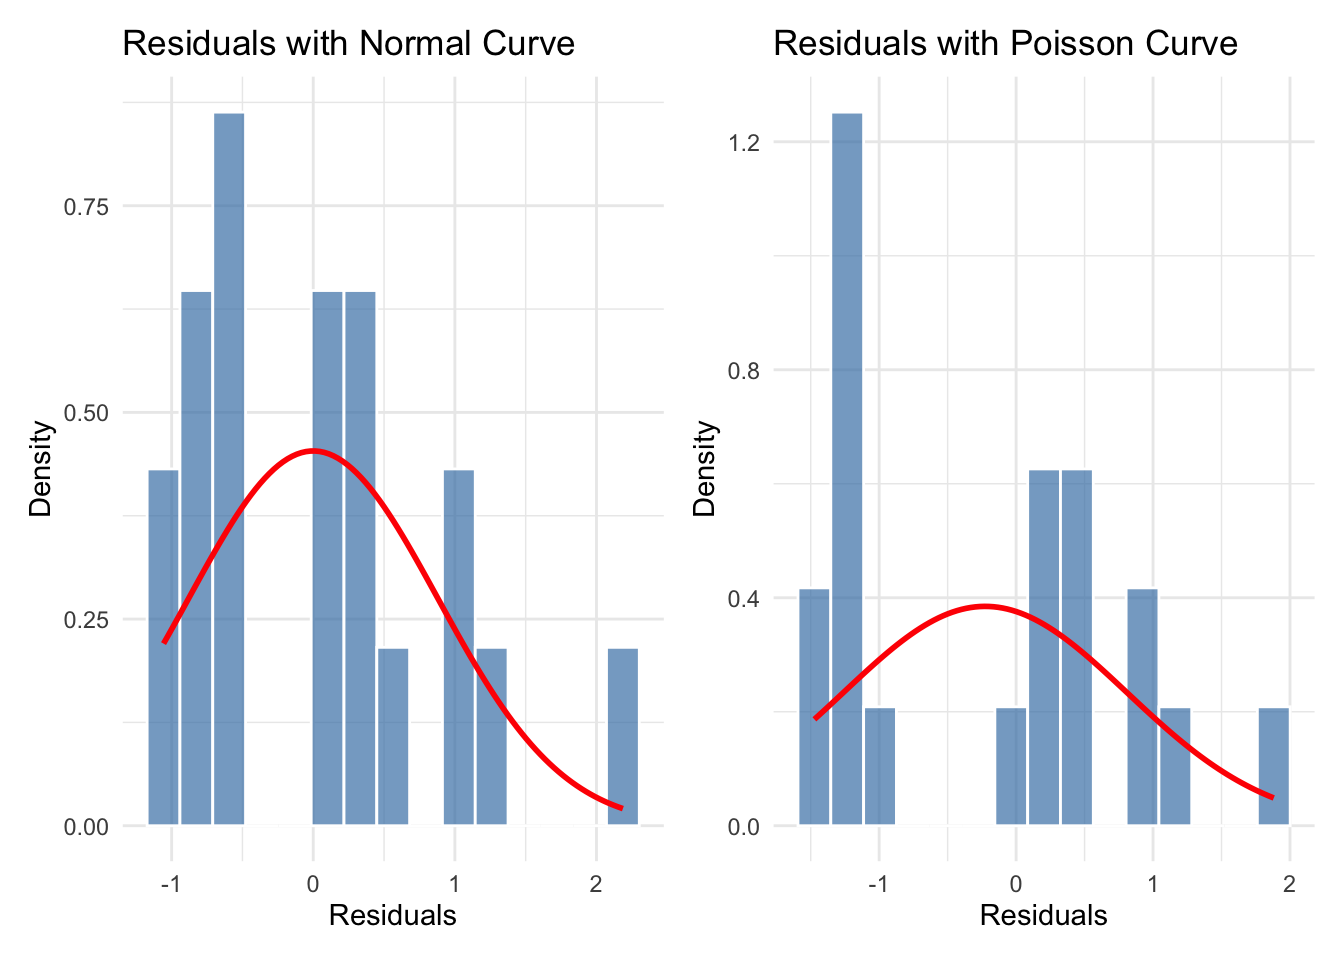 Residuals with Normal Curve
Density
0.75
0.50
0.25
0.00
-1
0
1
2
Residuals
Residuals with Poisson Curve
Density
1.2
0.8
0.4
0.0
-1
0
1
2
Residuals